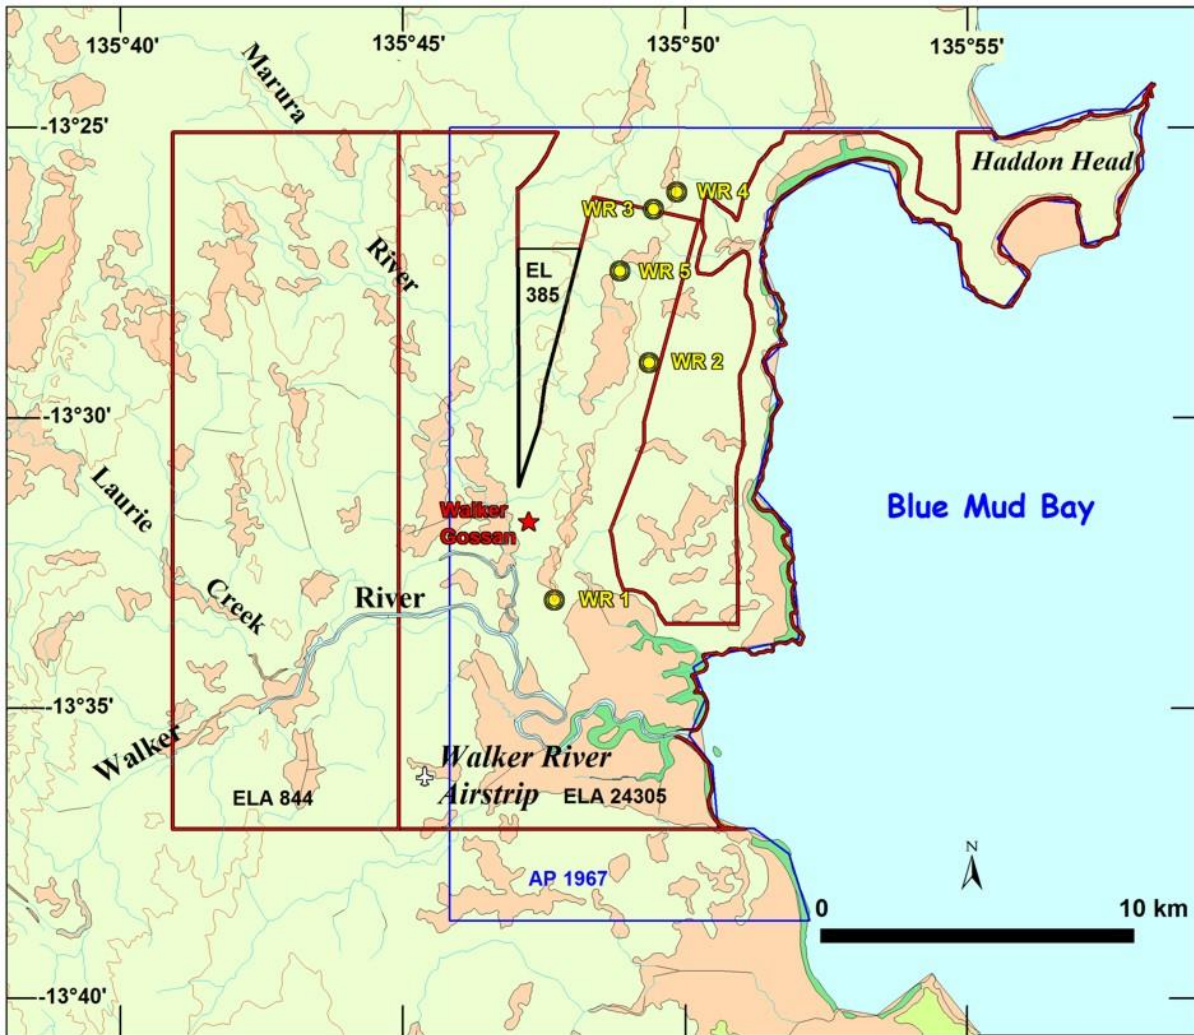 135°40'
135°45'
135°50'
135°55'
Marura
-13°25'
Haddon Head
WR 4
WR 3
River
EL
385
WR 5
WR 2
-13°30'
Laurie
Walker
Gossan
Blue Mud Bay
Creek
River
WR 1
-13°35'
Walker
Walker River
Airstrip
ELA 844
ELA 24305
N
AP 1967
0
10 km
-13°40'